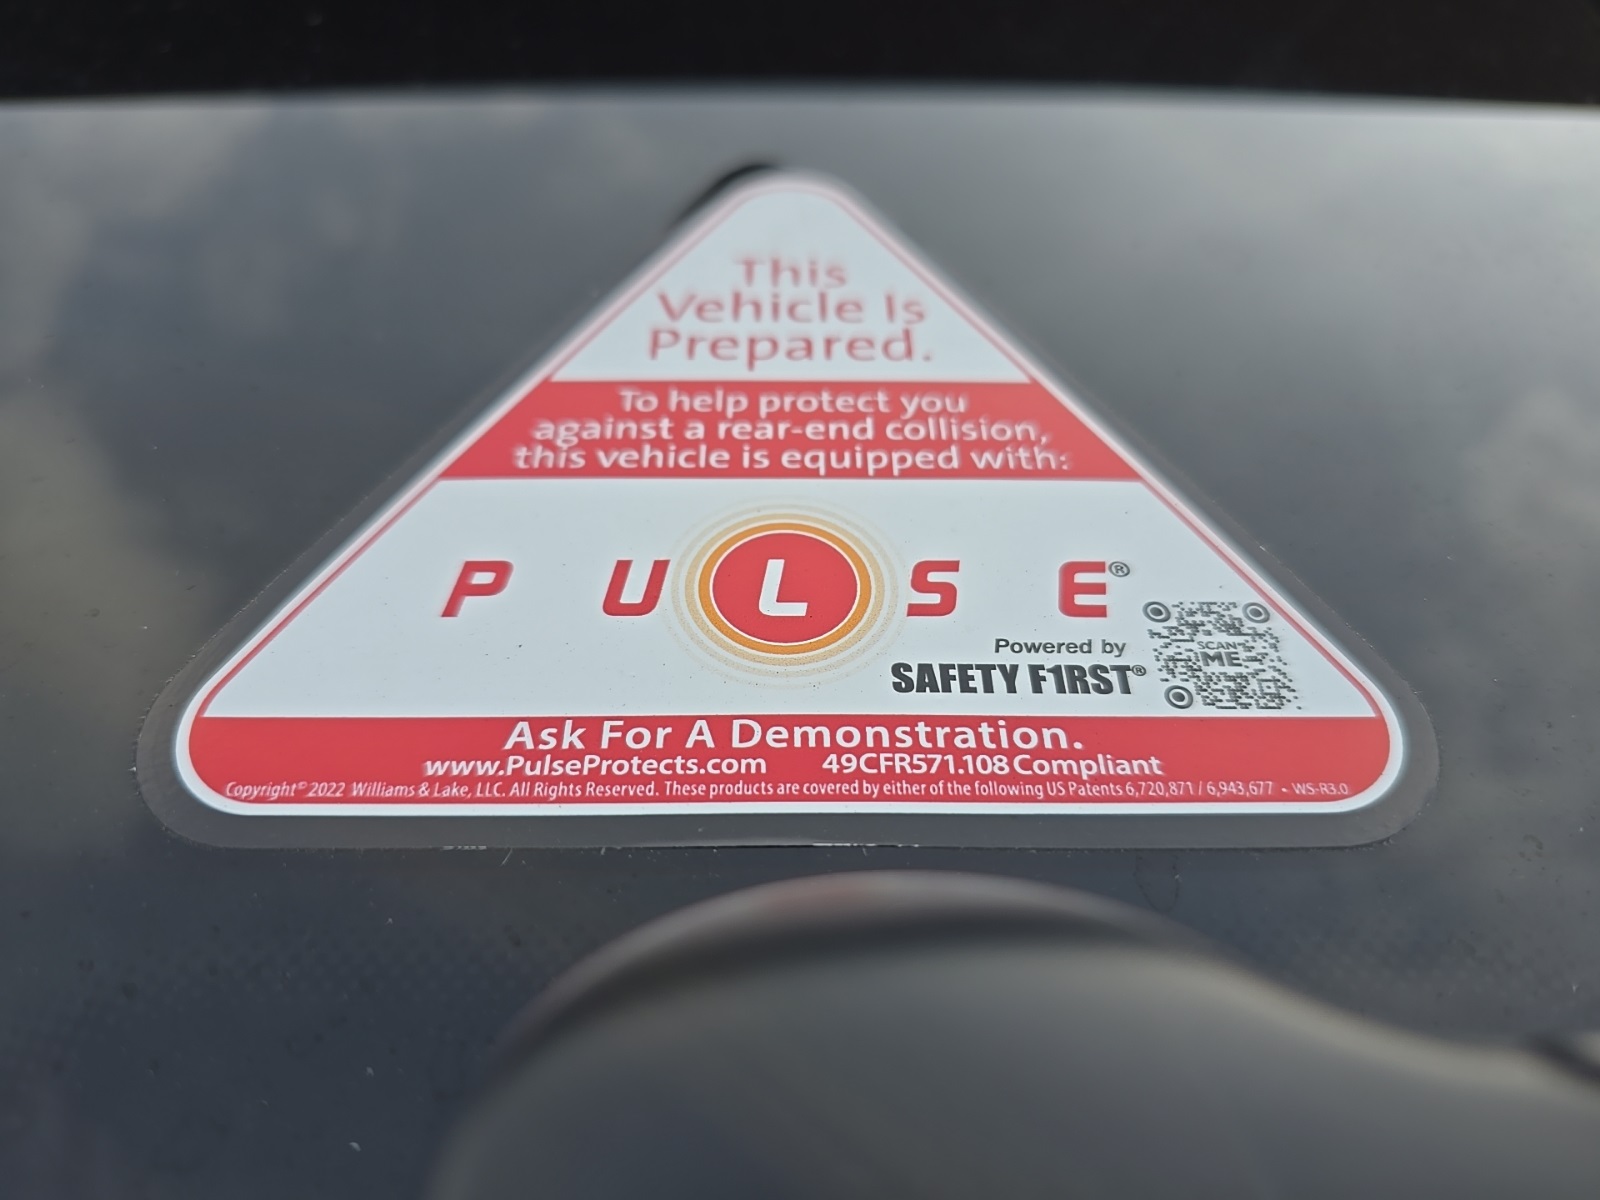 This
Vehicle Is
Prepared.
To help protect you
against a rear-end collision,
this vehicle is equipped with:
PULSE®
Powered by
SAFETY F1RST®
SCAN
ME
Ask For A Demonstration.
www.PulseProtects.com 49CFR571.108 Compliant
Copyright© 2022 Williams & Lake, LLC. All Rights Reserved. These products are covered by either of the following US Patents 6,720,871 / 6,943,677 • WS-R3.0